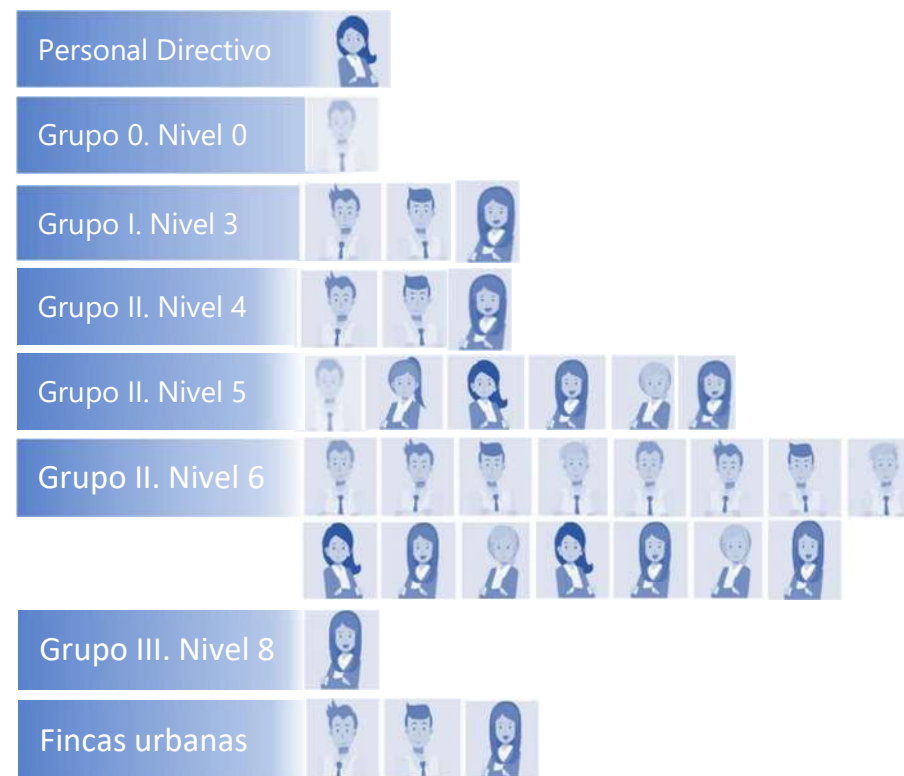 Personal Directivo
Grupo 0. Nivel 0
Grupo I. Nivel 3
Grupo II. Nivel 4
Grupo II. Nivel 5
Grupo II. Nivel 6
Grupo III. Nivel 8
Fincas urbanas